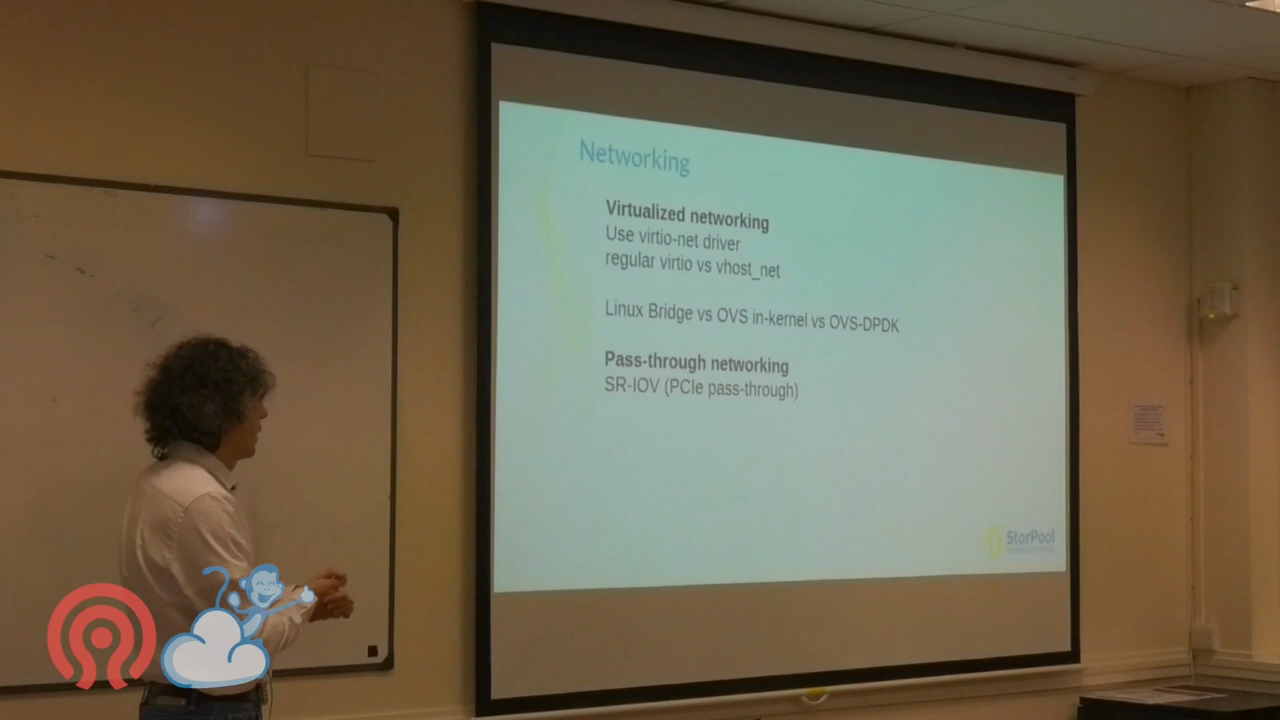 Networking
Virtualized networking
Use virtio-net driver
regular virtio vs vhost_net
Linux Bridge vs OVS in-kernel vs OVS-DPDK
Pass-through networking
SR-IOV (PCIe pass-through)
StorPool